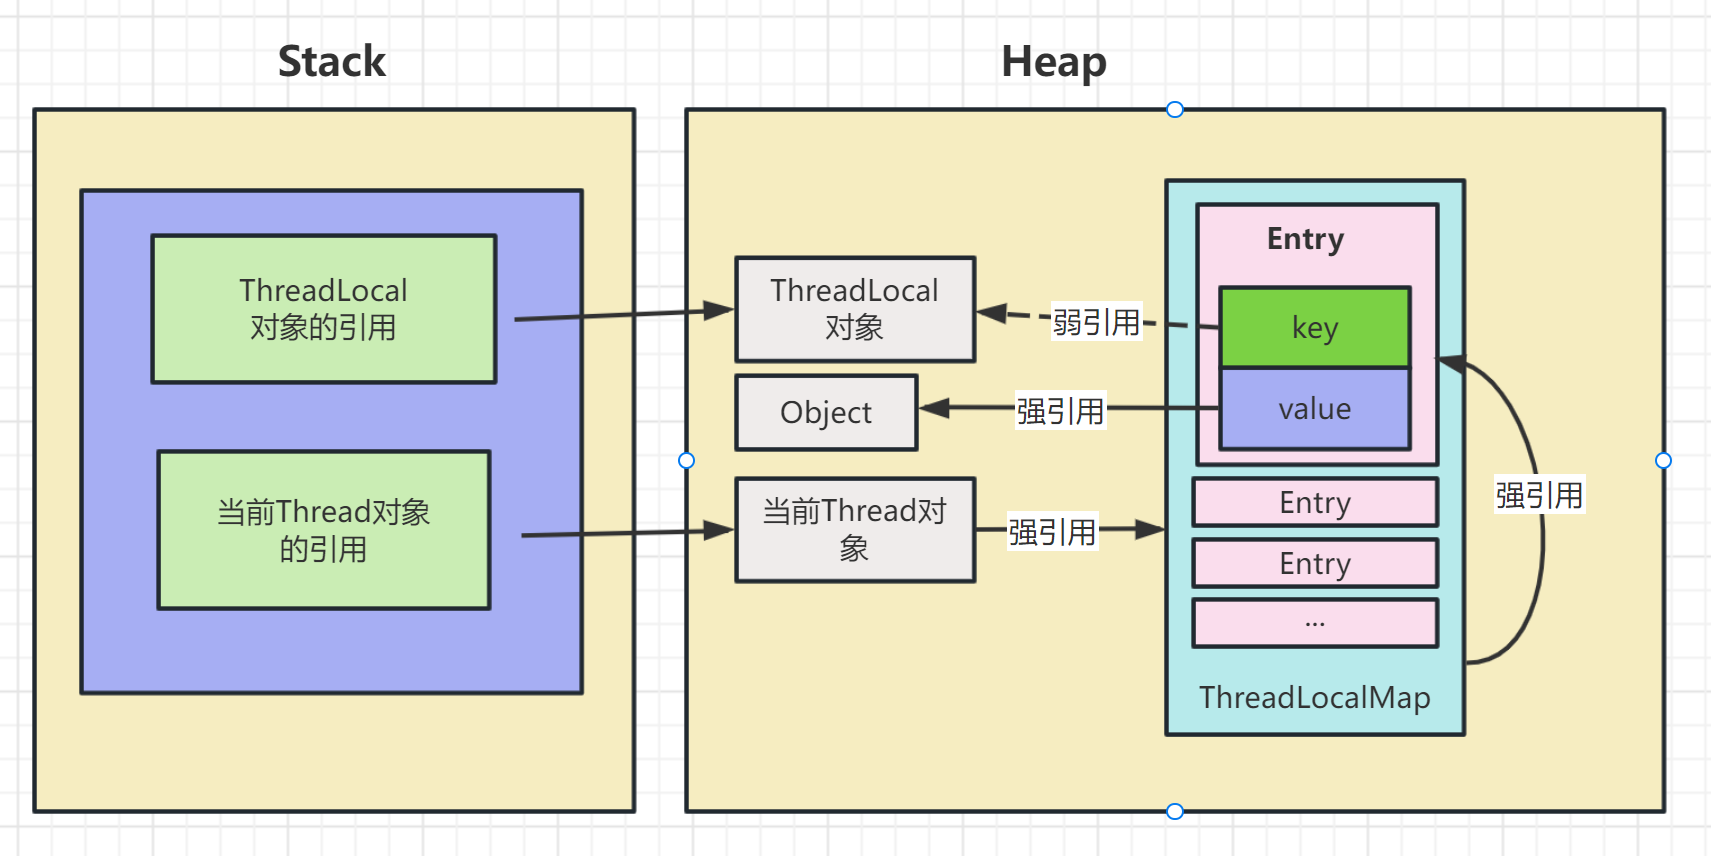 Stack
Heap
ThreadLocal
对象的引用
当前Thread对象
的引用
ThreadLocal
对象
Object
当前Thread对
象
弱引用
强引用
强引用
Entry
key
value
Entry
Entry
...
ThreadLocalMap
强引用